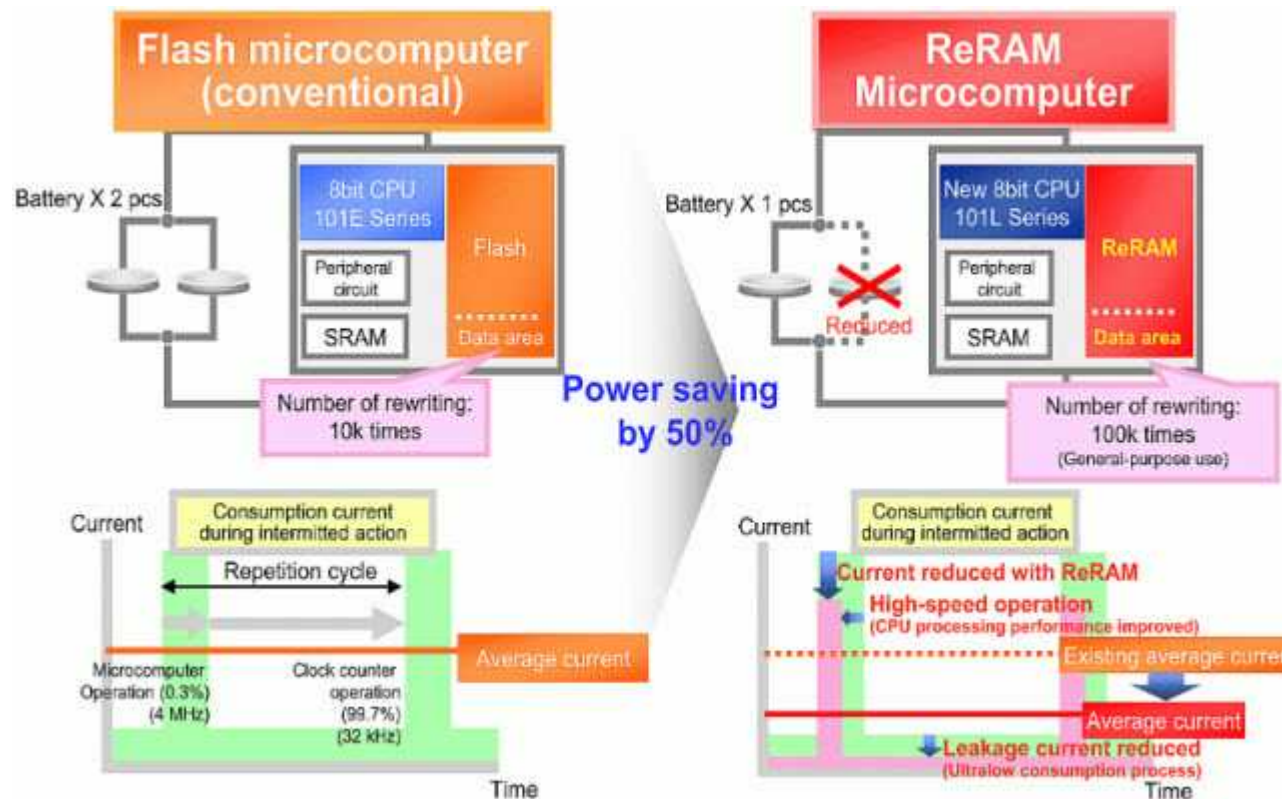 Flash microcomputer
(conventional)
Battery X 2 pcs
8bit CPU
101E Series
Flash
Peripheral
circuit
SRAM
Data area
Number of rewriting:
10k times
Power saving
by 50%
ReRAM
Microcomputer
Battery X 1 pcs
New 8bit CPU
101L Series
ReRAM
Peripheral
circuit
Reduced
SRAM
Data area
Number of rewriting:
100k times
(General-purpose use)
Current
Consumption current
during intermitted action
Repetition cycle
Average current
Microcomputer
Operation (0.3%)
(4 MHz)
Clock counter
operation
(99.7%)
(32 kHz)
Time
Current
Consumption current
during intermitted action
Current reduced with ReRAM
High-speed operation
(CPU processing performance improved)
Existing average current
Average current
Leakage current reduced
(Ultralow consumption process)
Time